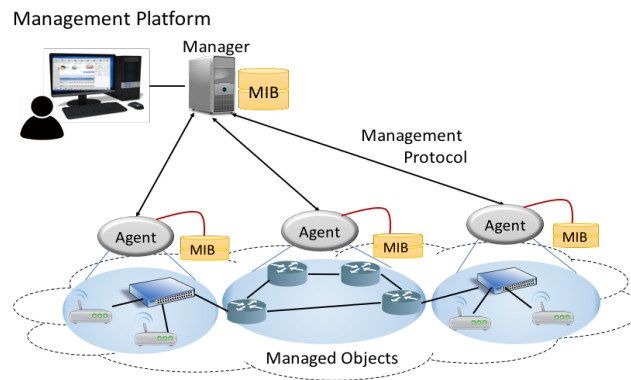 Management Platform
Manager
MIB
Management
Protocol
Agent
MIB
Agent
MIB
Agent
MIB
Managed Objects